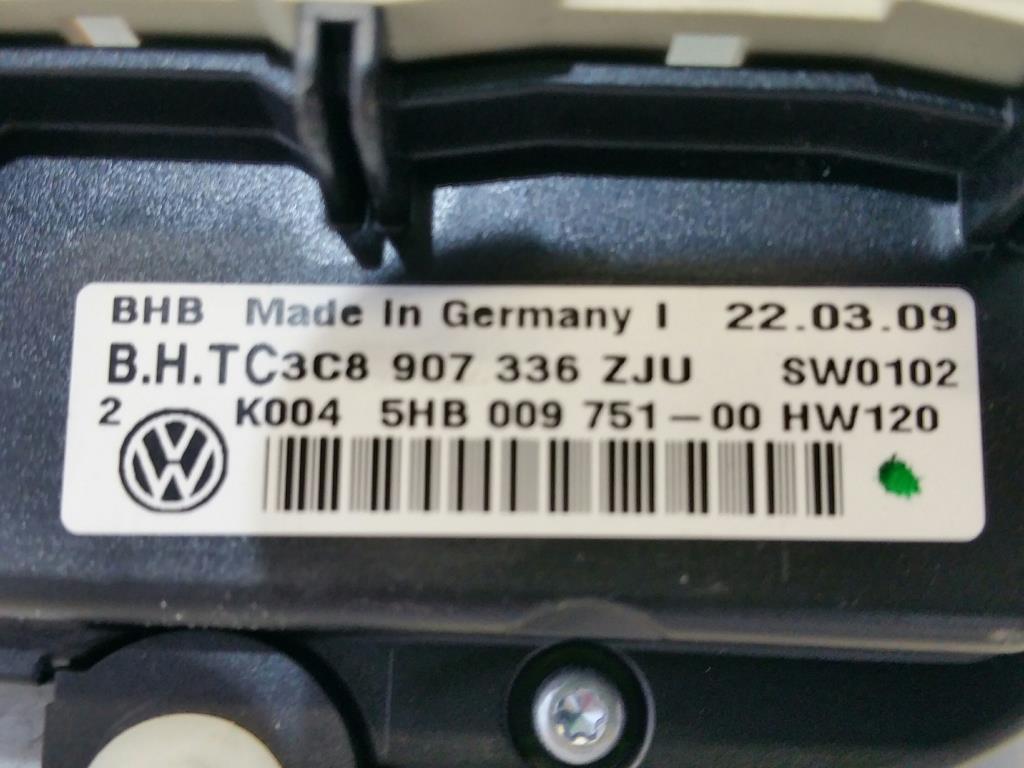 BHB Made In Germany I 22.03.09
B.H.TC3C8 907 336 ZJU SW0102
2 K004 5HB 009 751-00 HW120